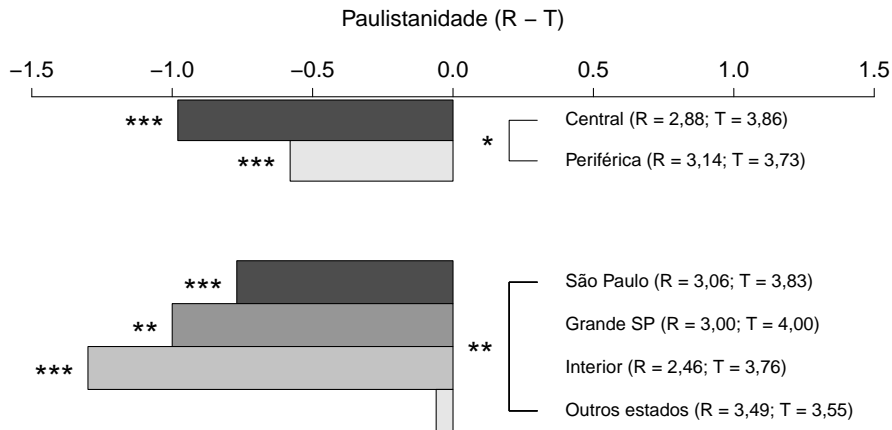 Paulistanidade (R − T)
−1.5 −1.0 −0.5 0.0 0.5 1.0 1.5
*** * Central (R = 2,88; T = 3,86)
*** Periférica (R = 3,14; T = 3,73)
*** São Paulo (R = 3,06; T = 3,83)
** Grande SP (R = 3,00; T = 4,00)
**
*** Interior (R = 2,46; T = 3,76)
Outros estados (R = 3,49; T = 3,55)